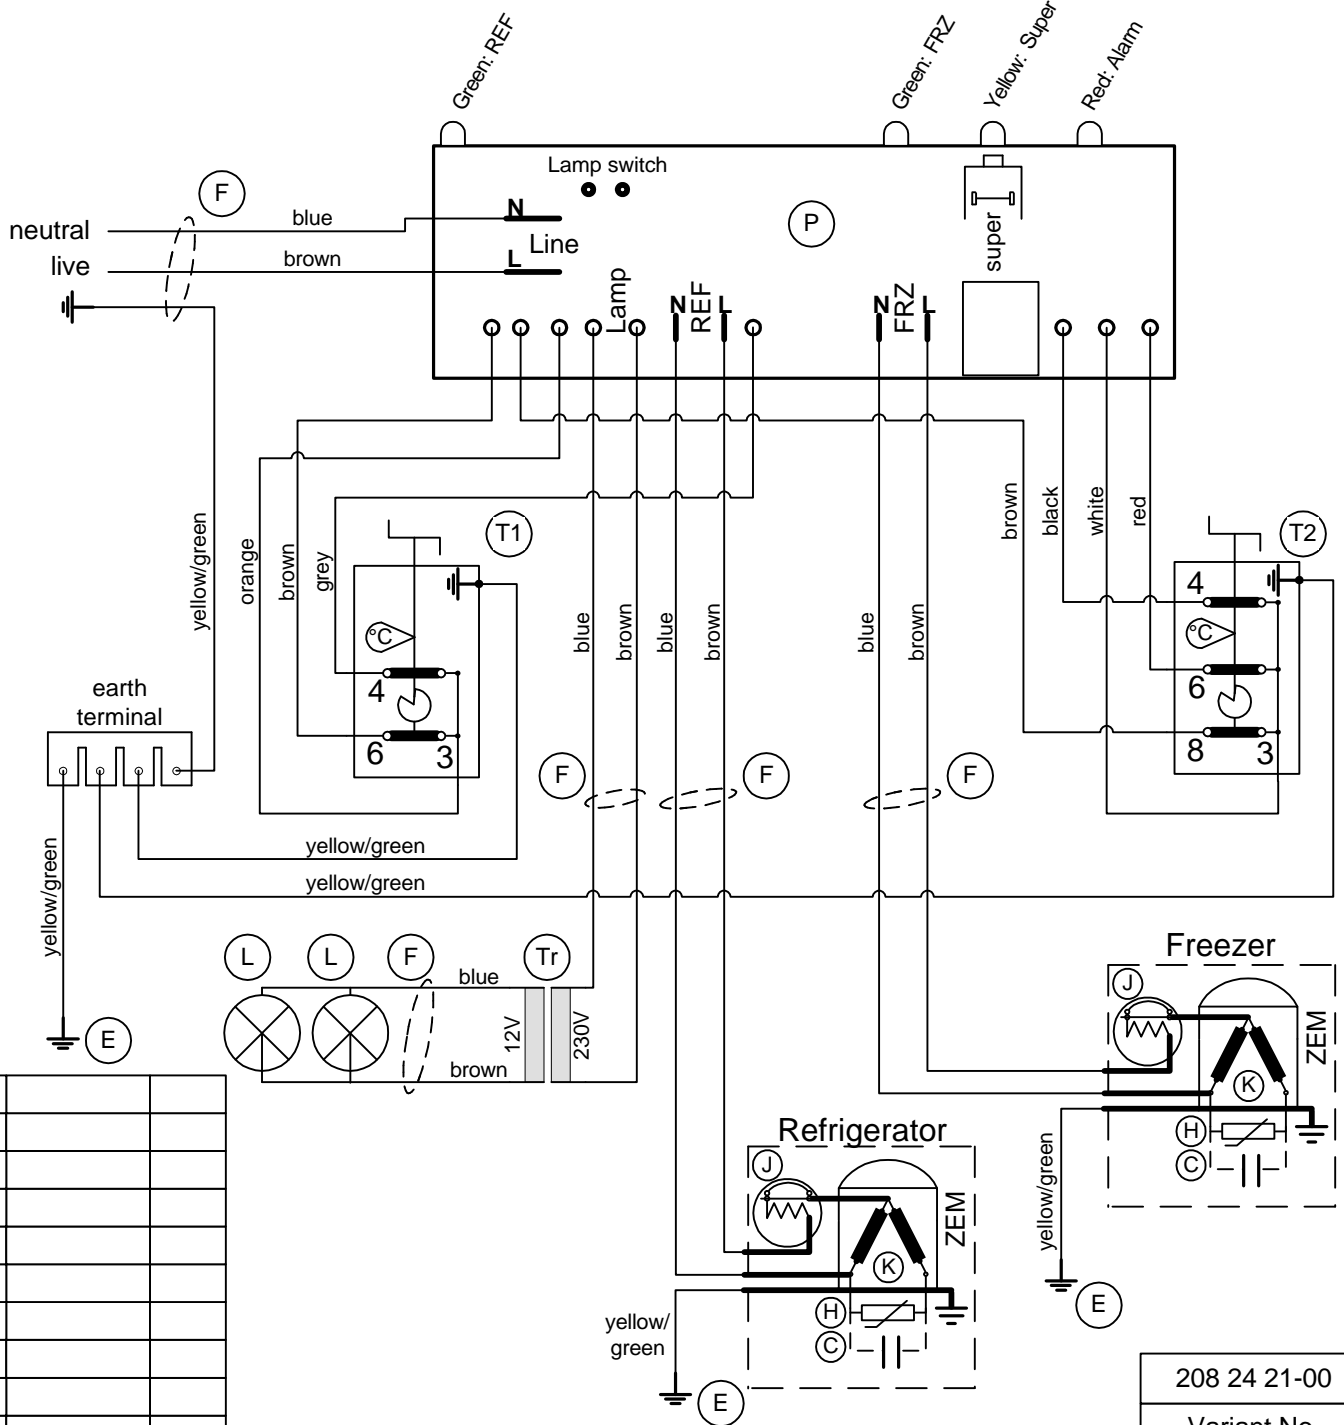 Green: REF
Green: FRZ
Yellow: Super
Red: Alarm
Lamp switch
F
P
neutral
blue
N
Line
live
brown
L
super
Lamp
N
REF
L
N
FRZ
L
yellow/green
orange
brown
grey
T1
blue
brown
blue
brown
blue
brown
brown
black
white
red
T2
°C
4
6
3
4
°C
6
8
3
earth
terminal
F
F
F
yellow/green
yellow/green
yellow/green
L
L
F
Tr
blue
12V
230V
brown
E
Freezer
J
ZEM
K
H
C
yellow/green
E
Refrigerator
J
ZEM
K
H
C
yellow/
green
E
208 24 21-00